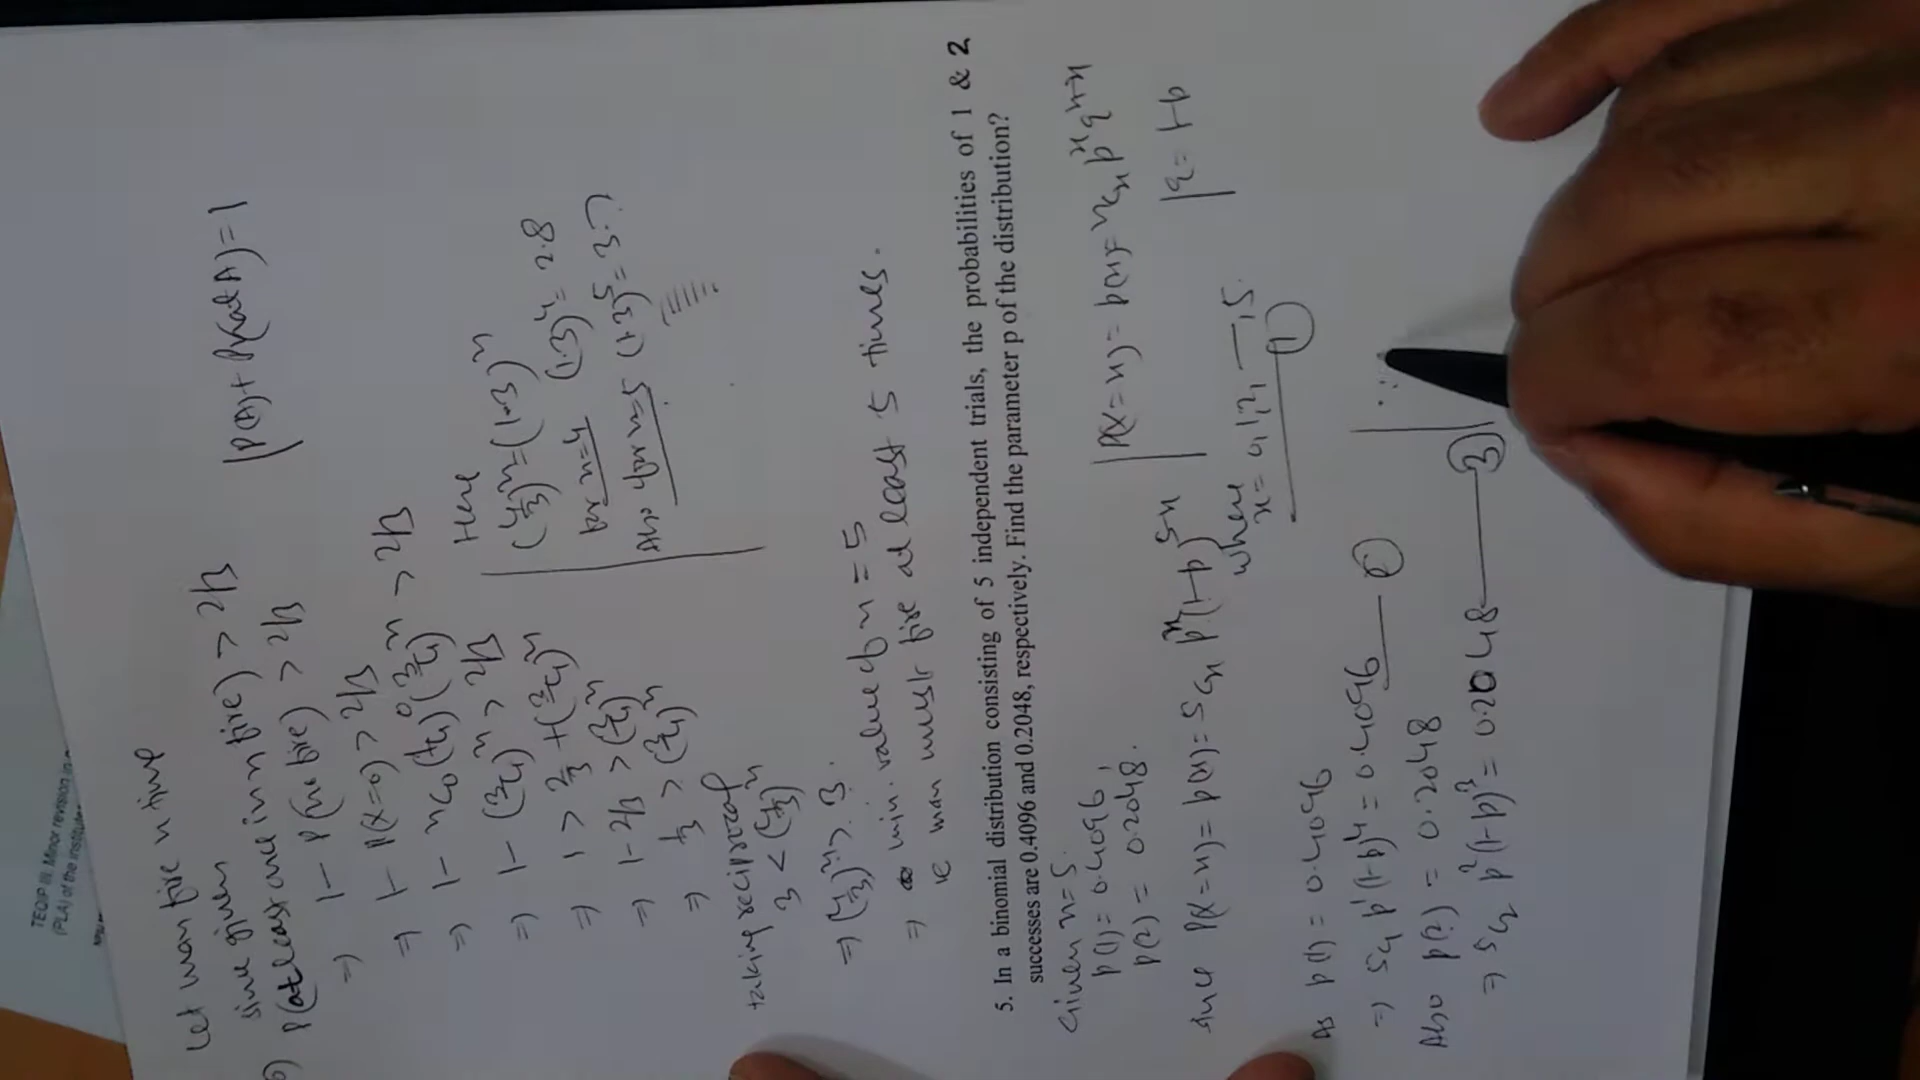 TEQIP III: Minor revision in
(PLA) of the institute
Let man fire n time
since given
P(at least once in n fire) > 2/3
⇒ 1 - P(no fire) > 2/3
⇒ 1 - P(X=0) > 2/3
⇒ 1 - nC0 (1/4)^0 (3/4)^n > 2/3
⇒ 1 - (3/4)^n > 2/3
⇒ 1 > 2/3 + (3/4)^n
⇒ 1 - 2/3 > (3/4)^n
⇒ 1/3 > (3/4)^n
taking reciprocal
3 < (4/3)^n
⇒ (4/3)^n > 3.
⇒ min. value of n = 5
ie man must fire at least 5 times.
P(A) + P(not A) = 1
Here
(4/3)^n = (1.3)^n
for n=4 (1.3)^4 = 2.8
Also for n=5 (1.3)^5 = 3.7
5. In a binomial distribution consisting of 5 independent trials, the probabilities of 1 & 2
successes are 0.4096 and 0.2048, respectively. Find the parameter p of the distribution?
Given n=5
P(1) = 0.4096,
P(2) = 0.2048.
P(X=x) = P(x) = nCx p^x q^n-x
q = 1-p
since P(X=x) = P(x) = 5Cx p^x (1-p)^5-x
where
x = 0,1,2, — ,5.
①
As P(1) = 0.4096
⇒ 5C1 p^1 (1-p)^4 = 0.4096 — ②
Also P(2) = 0.2048
⇒ 5C2 p^2 (1-p)^3 = 0.2048 — ③
∵